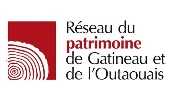 Réseau du
patrimoine
de Gatineau et
de l'Outaouais